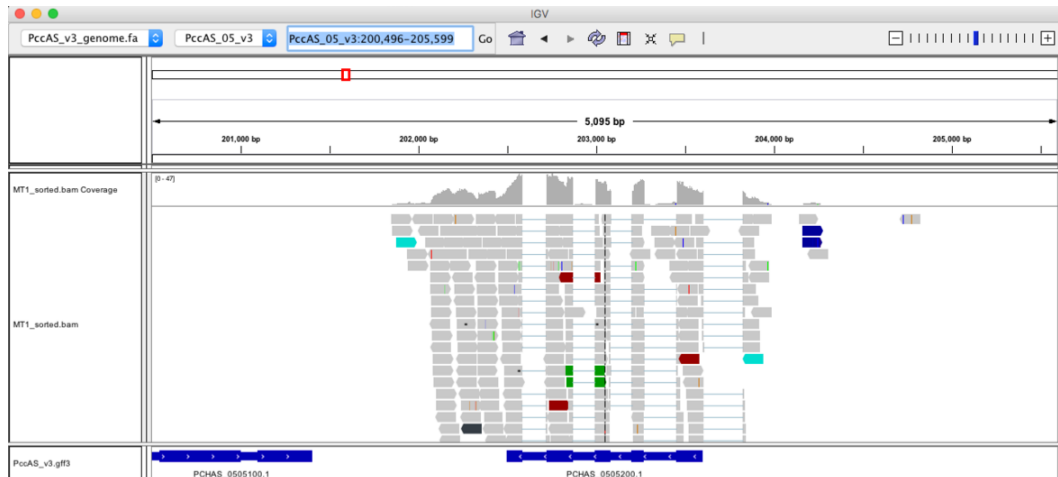 IGV
PccAS_v3_genome.fa PccAS_05_v3 PccAS_05_v3:200,496-205,599 Go
5,095 bp
201,000 bp 202,000 bp 203,000 bp 204,000 bp 205,000 bp
MT1_sorted.bam Coverage
[0 - 47]
MT1_sorted.bam
PccAS_v3.gff3
PCHAS_0505100.1 PCHAS_0505200.1